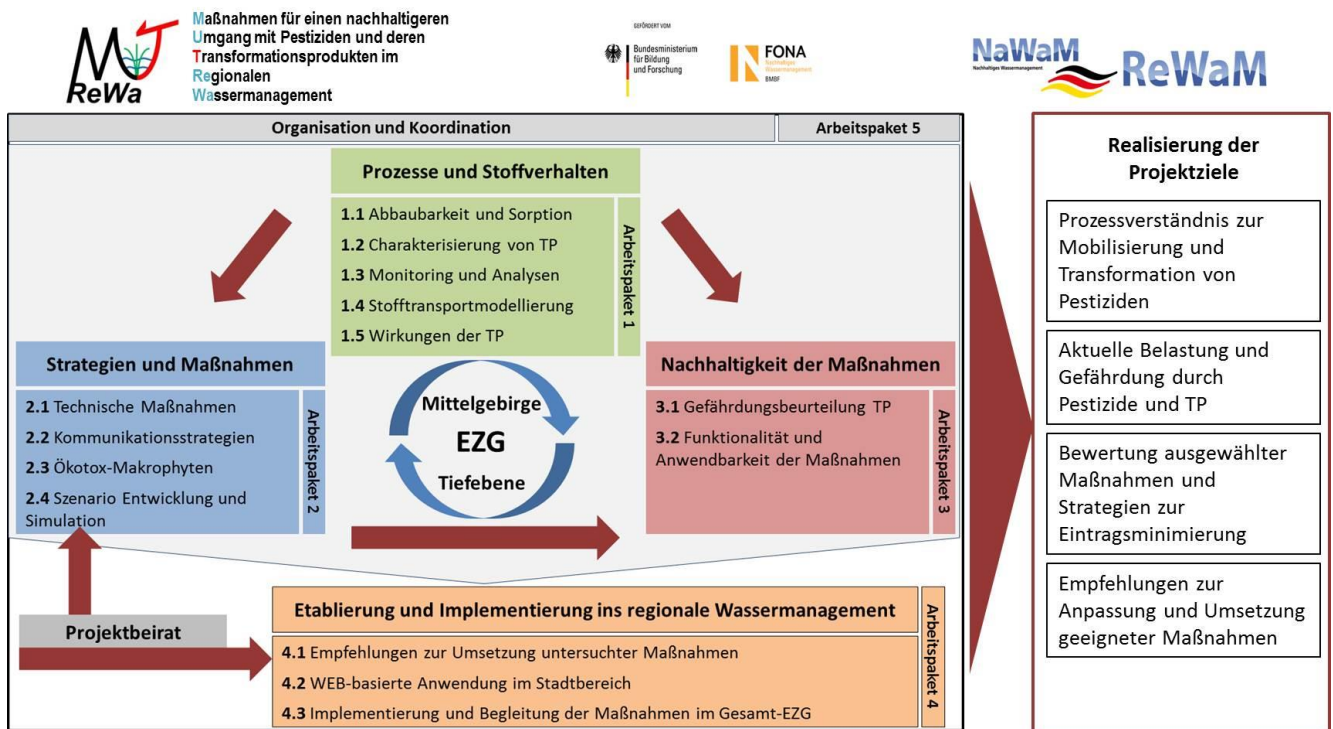 MUT
ReWa
Maßnahmen für einen nachhaltigeren
Umgang mit Pestiziden und deren
Transformationsprodukten im
Regionalen
Wassermanagement
GEFÖRDERT VOM
Bundesministerium
für Bildung
und Forschung
FONA
Nachhaltiges
Wassermanagement
BMBF
NaWaM
Nachhaltiges Wassermanagement
ReWaM
Organisation und Koordination
Arbeitspaket 5
Prozesse und Stoffverhalten
1.1 Abbaubarkeit und Sorption
1.2 Charakterisierung von TP
1.3 Monitoring und Analysen
1.4 Stofftransportmodellierung
1.5 Wirkungen der TP
Arbeitspaket 1
Strategien und Maßnahmen
2.1 Technische Maßnahmen
2.2 Kommunikationsstrategien
2.3 Ökotox-Makrophyten
2.4 Szenario Entwicklung und
Simulation
Arbeitspaket 2
Mittelgebirge
EZG
Tiefebene
Nachhaltigkeit der Maßnahmen
3.1 Gefährdungsbeurteilung TP
3.2 Funktionalität und
Anwendbarkeit der Maßnahmen
Arbeitspaket 3
Projektbeirat
Etablierung und Implementierung ins regionale Wassermanagement
4.1 Empfehlungen zur Umsetzung untersuchter Maßnahmen
4.2 WEB-basierte Anwendung im Stadtbereich
4.3 Implementierung und Begleitung der Maßnahmen im Gesamt-EZG
Arbeitspaket 4
Realisierung der
Projektziele
Prozessverständnis zur
Mobilisierung und
Transformation von
Pestiziden
Aktuelle Belastung und
Gefährdung durch
Pestizide und TP
Bewertung ausgewählter
Maßnahmen und
Strategien zur
Eintragsminimierung
Empfehlungen zur
Anpassung und Umsetzung
geeigneter Maßnahmen